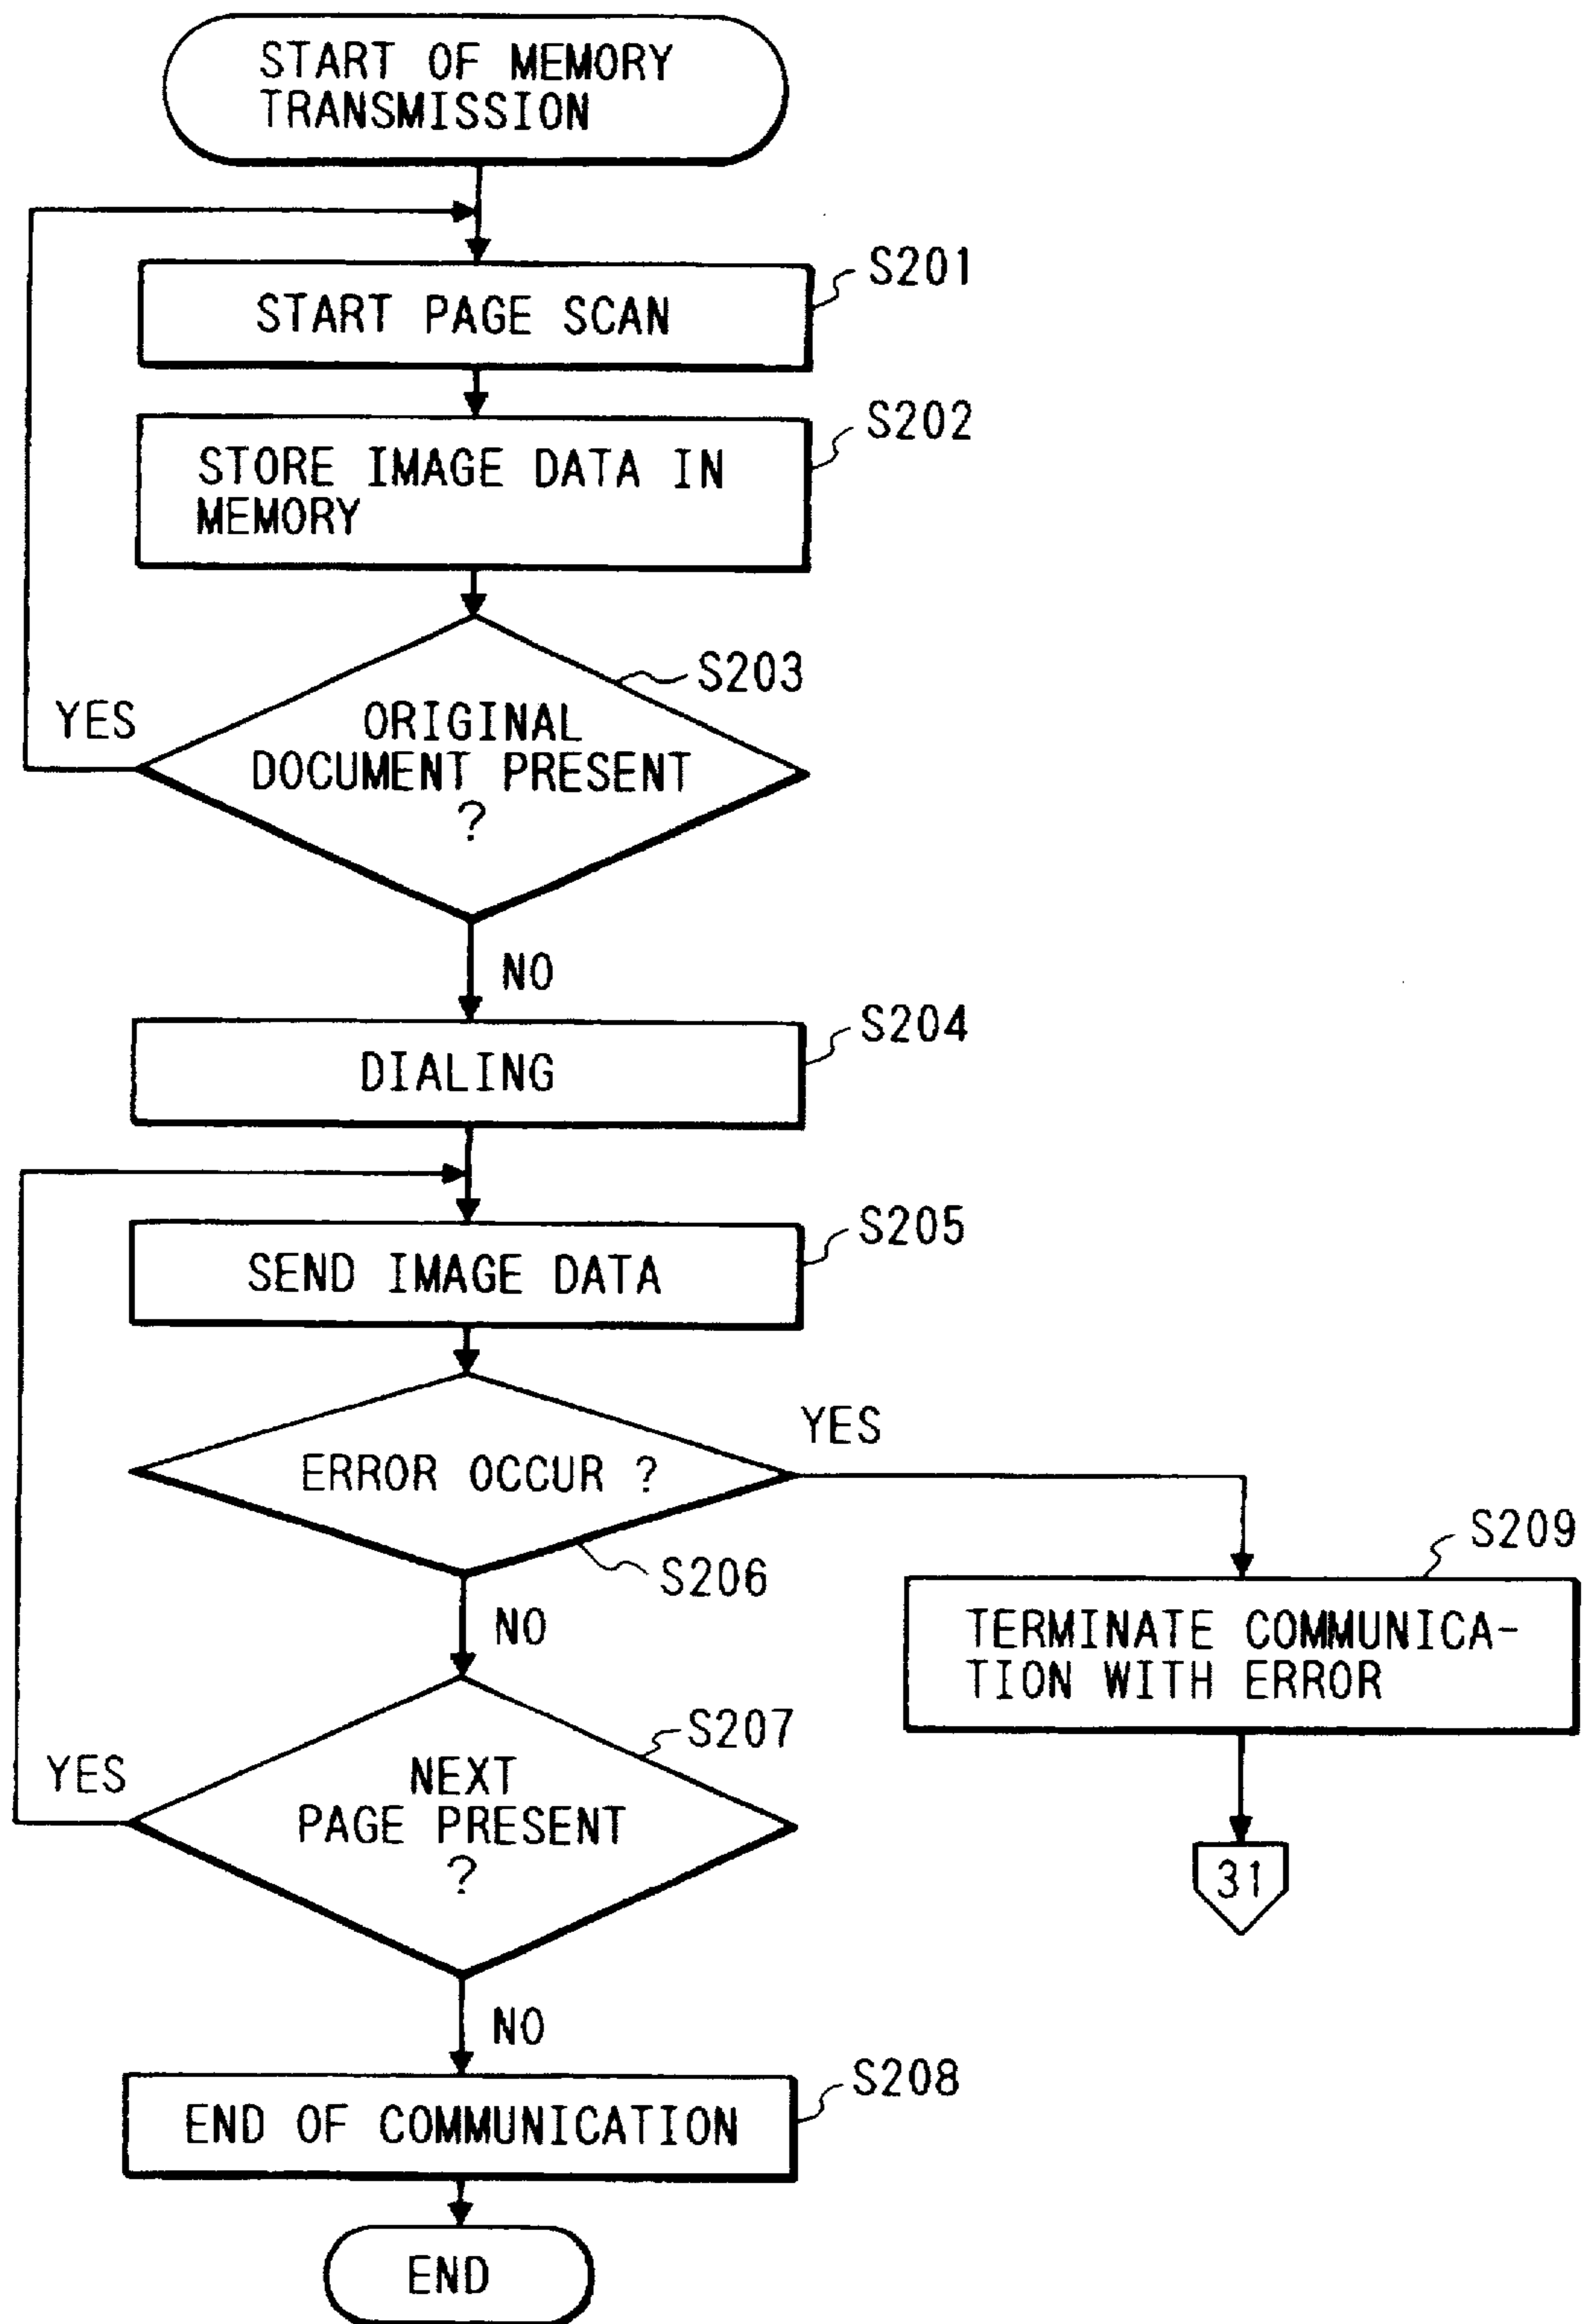 START OF MEMORY
TRANSMISSION
S201
START PAGE SCAN
S202
STORE IMAGE DATA IN
MEMORY
S203
YES
ORIGINAL
DOCUMENT PRESENT
?
NO
S204
DIALING
S205
SEND IMAGE DATA
YES
ERROR OCCUR ?
S206
S209
NO
TERMINATE COMMUNICA-
TION WITH ERROR
S207
YES
NEXT
PAGE PRESENT
?
31
NO
S208
END OF COMMUNICATION
END